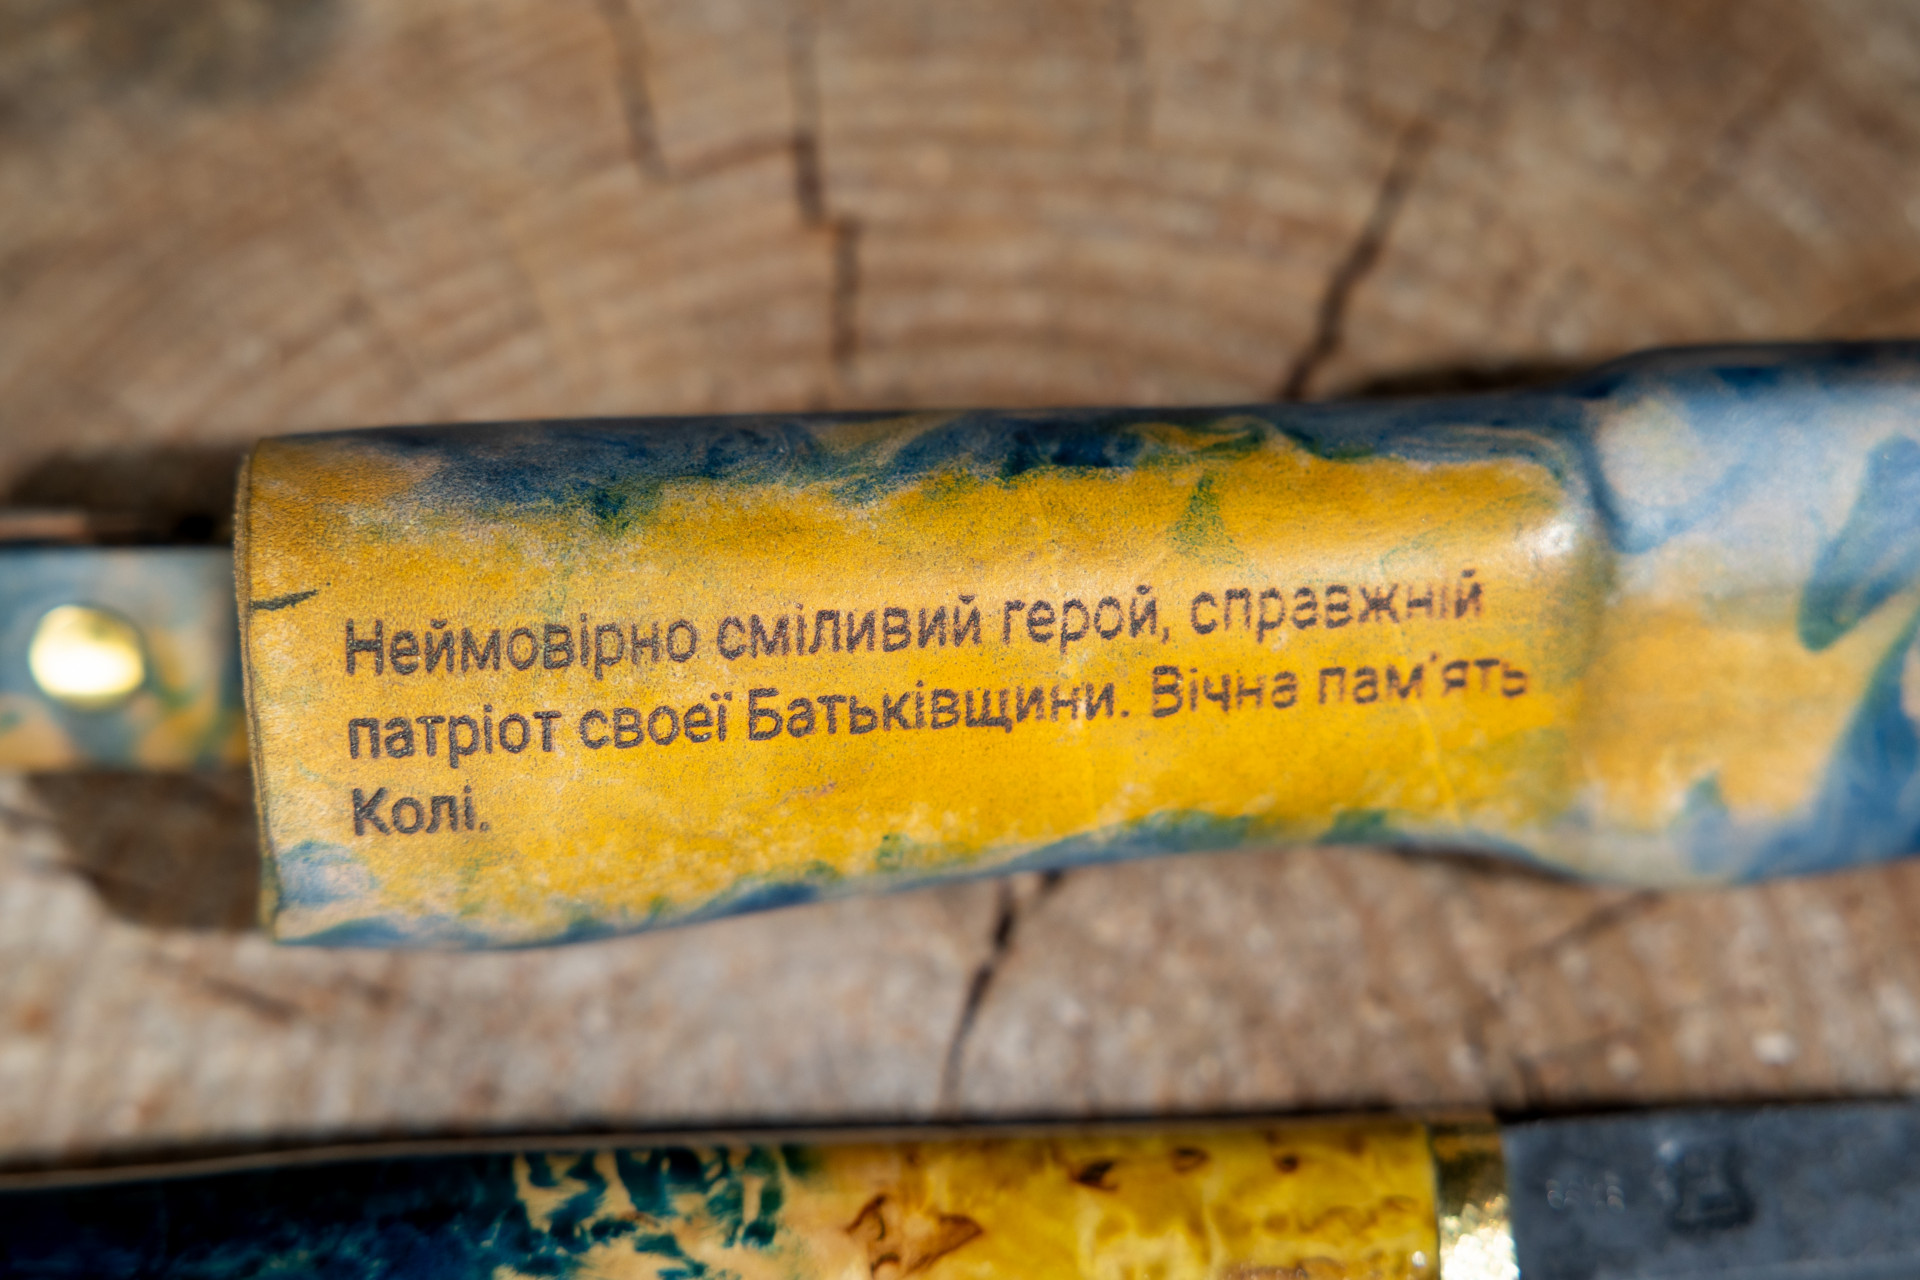 Неймовірно сміливий герой, справжній
патріот своєї Батьківщини. Вічна пам'ять
Колі.